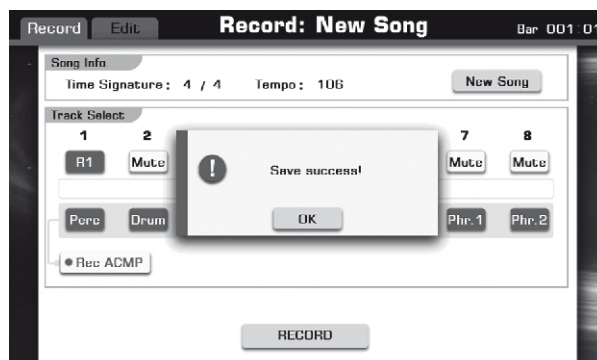 Record Edit Record: New Song Bar 001:01
Song Info
Time Signature: 4 / 4 Tempo: 106 New Song
Track Select
1 2 7 8
R1 Mute Mute Mute
Save success!
Perc Drum OK Phr.1 Phr.2
Rec ACMP
RECORD